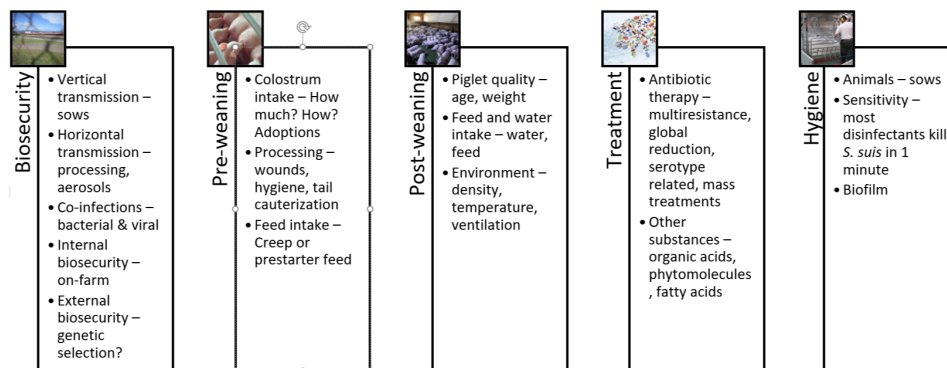 Biosecurity
• Vertical
transmission –
sows
• Horizontal
transmission –
processing,
aerosols
• Co-infections –
bacterial & viral
• Internal
biosecurity –
on-farm
• External
biosecurity –
genetic
selection?
Pre-weaning
• Colostrum
intake – How
much? How?
Adoptions
• Processing –
wounds,
hygiene, tail
cauterization
• Feed intake –
Creep or
prestarter feed
Post-weaning
• Piglet quality –
age, weight
• Feed and water
intake – water,
feed
• Environment –
density,
temperature,
ventilation
Treatment
• Antibiotic
therapy –
multiresistance,
global
reduction,
serotype
related, mass
treatments
• Other
substances –
organic acids,
phytomolecules
, fatty acids
Hygiene
• Animals – sows
• Sensitivity –
most
disinfectants kill
S. suis in 1
minute
• Biofilm